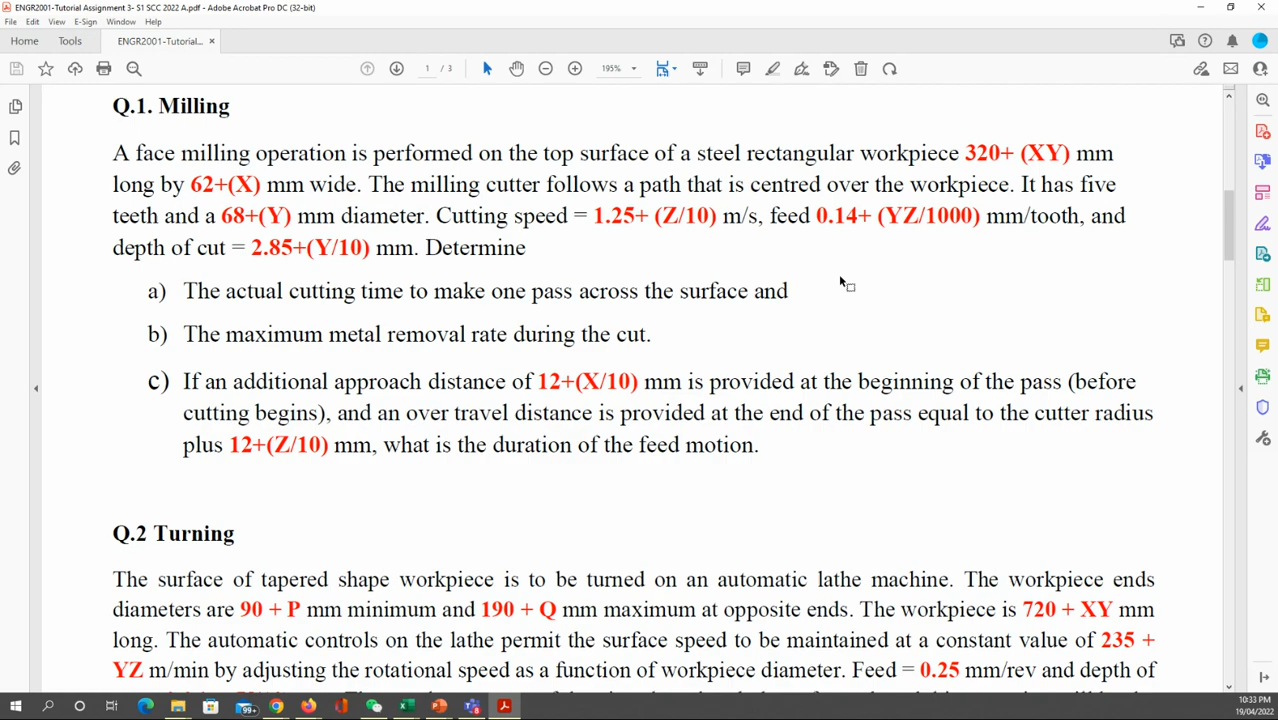 ENGR2001-Tutorial Assignment 3- S1 SCC 2022 A.pdf - Adobe Acrobat Pro DC (32-bit)
File Edit View E-Sign Window Help
Home Tools ENGR2001-Tutorial... ×
1 / 3 195%
Q.1. Milling
A face milling operation is performed on the top surface of a steel rectangular workpiece 320+ (XY) mm
long by 62+(X) mm wide. The milling cutter follows a path that is centred over the workpiece. It has five
teeth and a 68+(Y) mm diameter. Cutting speed = 1.25+ (Z/10) m/s, feed 0.14+ (YZ/1000) mm/tooth, and
depth of cut = 2.85+(Y/10) mm. Determine
a) The actual cutting time to make one pass across the surface and
b) The maximum metal removal rate during the cut.
c) If an additional approach distance of 12+(X/10) mm is provided at the beginning of the pass (before
cutting begins), and an over travel distance is provided at the end of the pass equal to the cutter radius
plus 12+(Z/10) mm, what is the duration of the feed motion.
Q.2 Turning
The surface of tapered shape workpiece is to be turned on an automatic lathe machine. The workpiece ends
diameters are 90 + P mm minimum and 190 + Q mm maximum at opposite ends. The workpiece is 720 + XY mm
long. The automatic controls on the lathe permit the surface speed to be maintained at a constant value of 235 +
YZ m/min by adjusting the rotational speed as a function of workpiece diameter. Feed = 0.25 mm/rev and depth of
99+
10:33 PM
19/04/2022